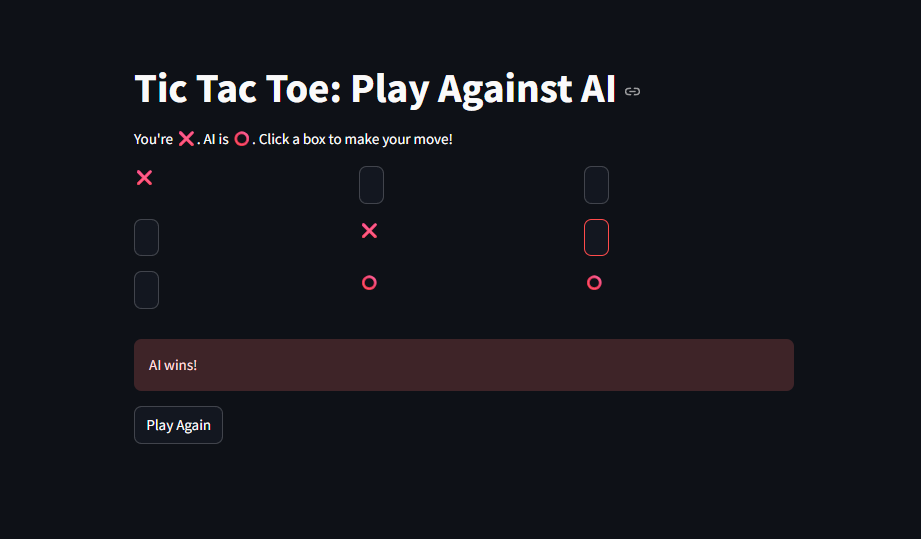 Tic Tac Toe: Play Against AI
You're ❌. AI is ⭕. Click a box to make your move!
❌
❌
⭕ ⭕
AI wins!
Play Again